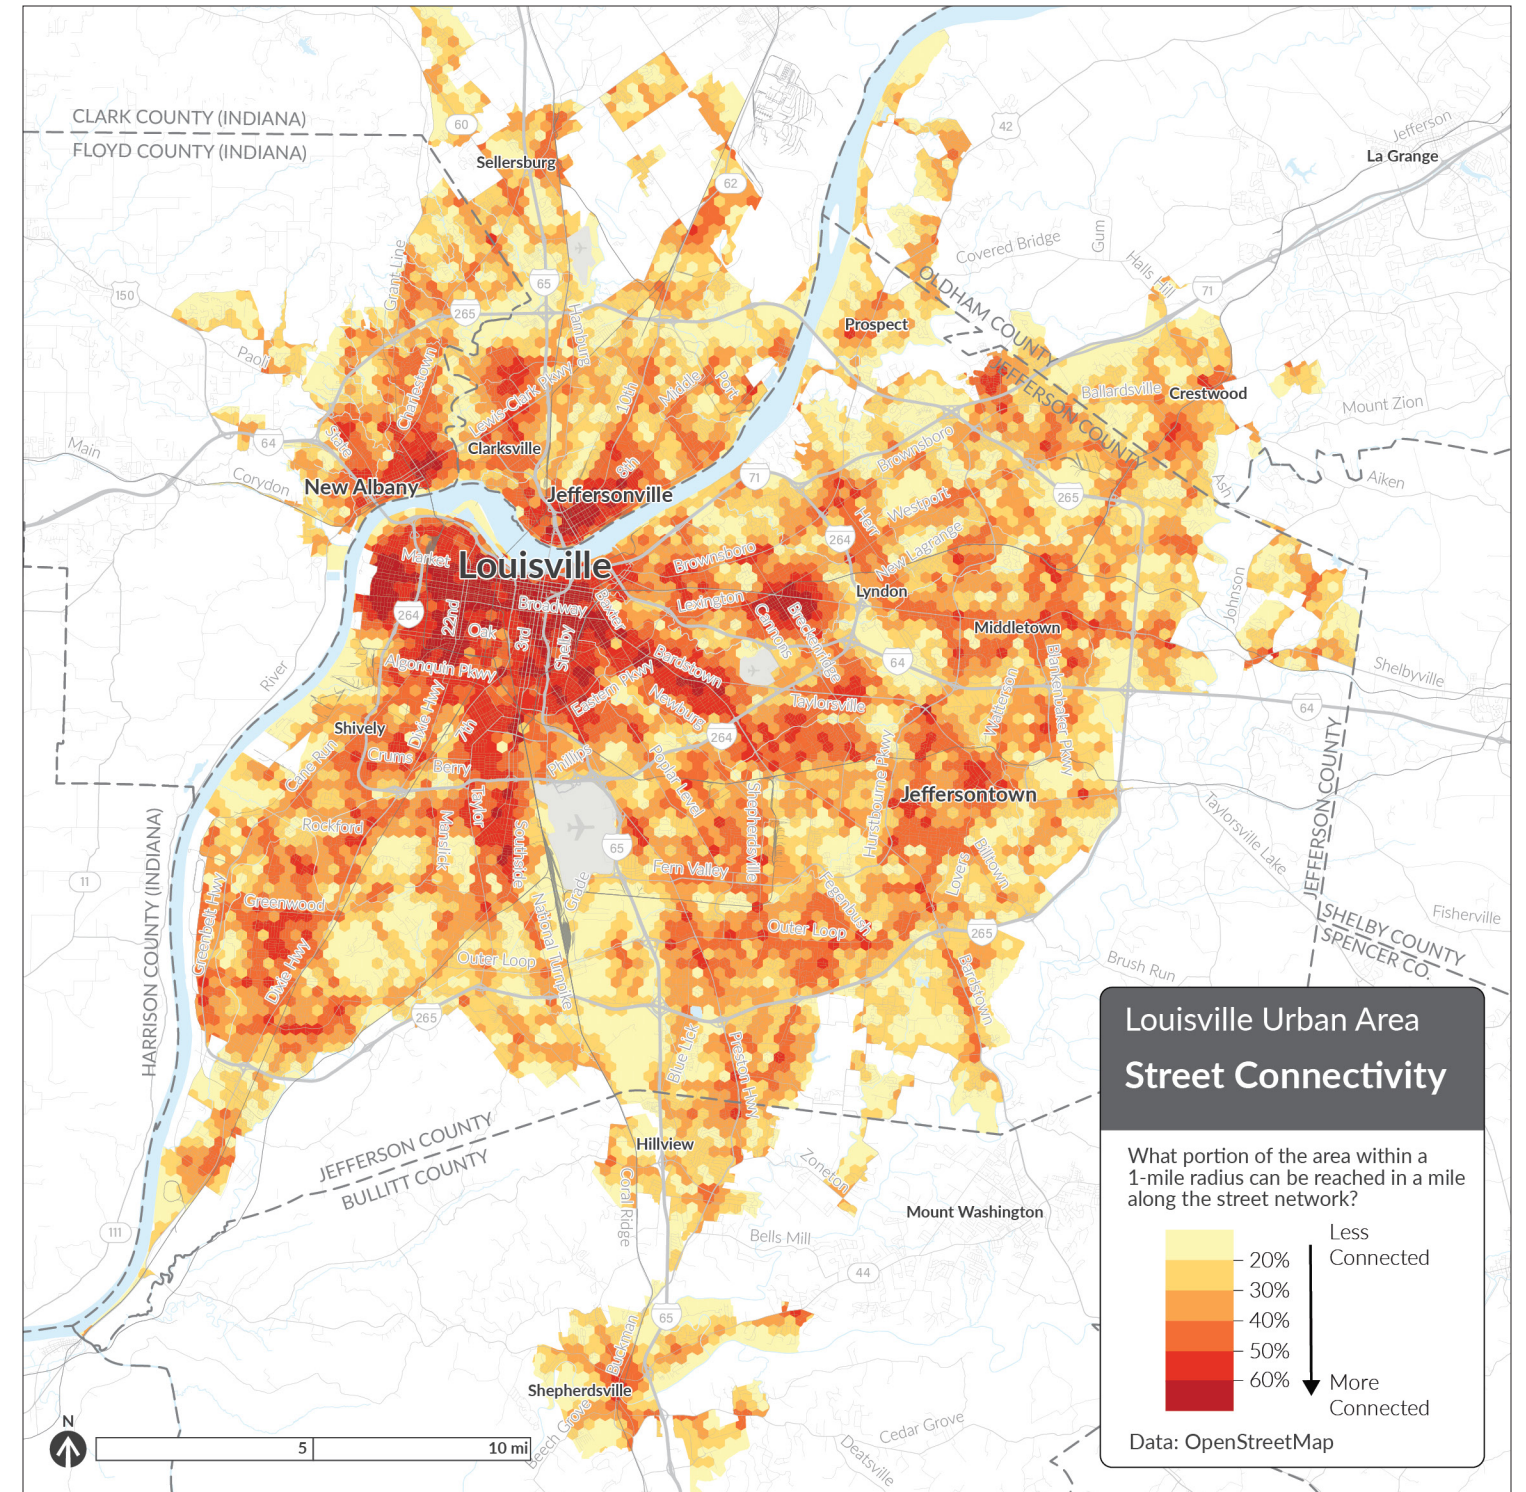 CLARK COUNTY (INDIANA)
FLOYD COUNTY (INDIANA)
60
Sellersburg
62
42
Jefferson
La Grange
Covered Bridge
Gum
Halls Hill
71
150
Grant Line
65
265
Hamburg
OLDHAM COUNTY
JEFFERSON COUNTY
Prospect
Paoli
Charlestown
Lewis-Clark Pkwy
10th
Middle
Port
Ballardsville
Crestwood
Mount Zion
Main
64
State
Clarksville
Corydon
New Albany
8th
Jeffersonville
71
Brownsboro
Westport
Herr
265
Ash
Aiken
Louisville
Market
264
New Lagrange
Brownsboro
Lyndon
Lexington
Cannons
Breckenridge
Johnson
264
22nd
Oak
3rd
Broadway
Shelby
Baxter
Middletown
Algonquin Pkwy
Bardstown
Eastern Pkwy
64
Blankenbaker Pkwy
Shelbyville
River
Newburg
Taylorsville
Watterson
64
Shively
Dixie Hwy
7th
264
Crums
Berry
Cane Run
Phillips
Poplar Level
Hurstbourne Pkwy
Jeffersontown
JEFFERSON COUNTY
SHELBY COUNTY
SPENCER CO.
Taylorsville Lake
Rockford
Manslick
Taylor
Southside
Shepherdsville
65
11
Greenbelt Hwy
Greenwood
Grade
Fern Valley
Fegenbush
Lovers
Billtown
Fisherville
HARRISON COUNTY (INDIANA)
Dixie Hwy
National Turnpike
Outer Loop
Outer Loop
265
Brush Run
Bardstown
265
Blue Lick
Preston Hwy
JEFFERSON COUNTY
BULLITT COUNTY
Hillview
Zoneton
Coral Ridge
Mount Washington
111
Bells Mill
44
65
Buckman
Shepherdsville
Beech Grove
Cedar Grove
Deatsville
N
5
10 mi
Louisville Urban Area
Street Connectivity
What portion of the area within a
1-mile radius can be reached in a mile
along the street network?
Less
Connected
20%
30%
40%
50%
60%
More
Connected
Data: OpenStreetMap